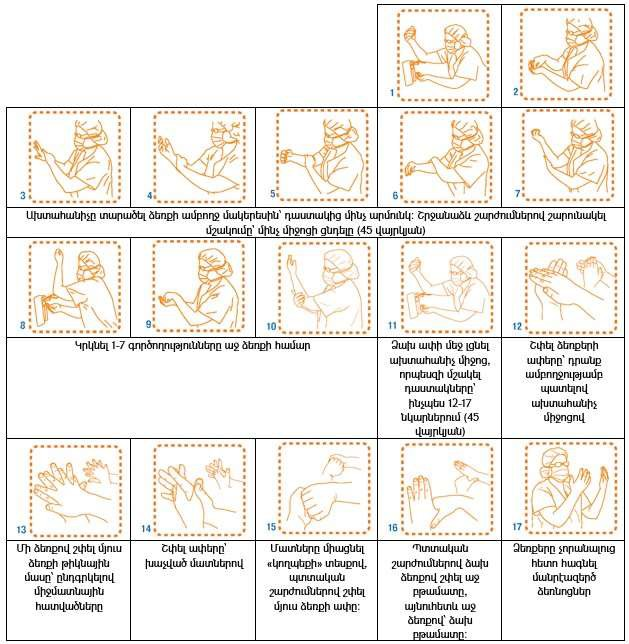 1
2
3
4
5
6
7
Ախտահանիչը տարածել ձեռքի ամբողջ մակերեսին՝ դաստակից մինչ արմունկ: Շրջանաձև շարժումներով շարունակել
մշակումը՝ մինչ միջոցի ցնդելը (45 վայրկյան)
8
9
10
11
12
Կրկնել 1-7 գործողությունները աջ ձեռքի համար
Ձախ ափի մեջ լցնել
ախտահանիչ միջոց,
որպեսզի մշակել
դաստակները՝
ինչպես 12-17
նկարներում (45
վայրկյան)
Շփել ձեռքերի
ափերը՝ դրանք
ամբողջությամբ
պատելով
ախտահանիչ
միջոցով
13
14
15
16
17
Մի ձեռքով շփել մյուս
ձեռքի թիկնային
մասը՝ ընդգրկելով
միջմատնային
հատվածները
Շփել ափերը՝
խաչված մատներով
Մատները միացնել
«կողպեքի» տեսքով,
պտտական
շարժումներով շփել
մյուս ձեռքի ափը:
Պտտական
շարժումներով ձախ
ձեռքով շփել աջ
բթամատը,
այնուհետև աջ
ձեռքով՝ ձախ
բթամատը:
Ձեռքերը չորանալուց
հետո հագնել
մանրէազերծ
ձեռնոցներ